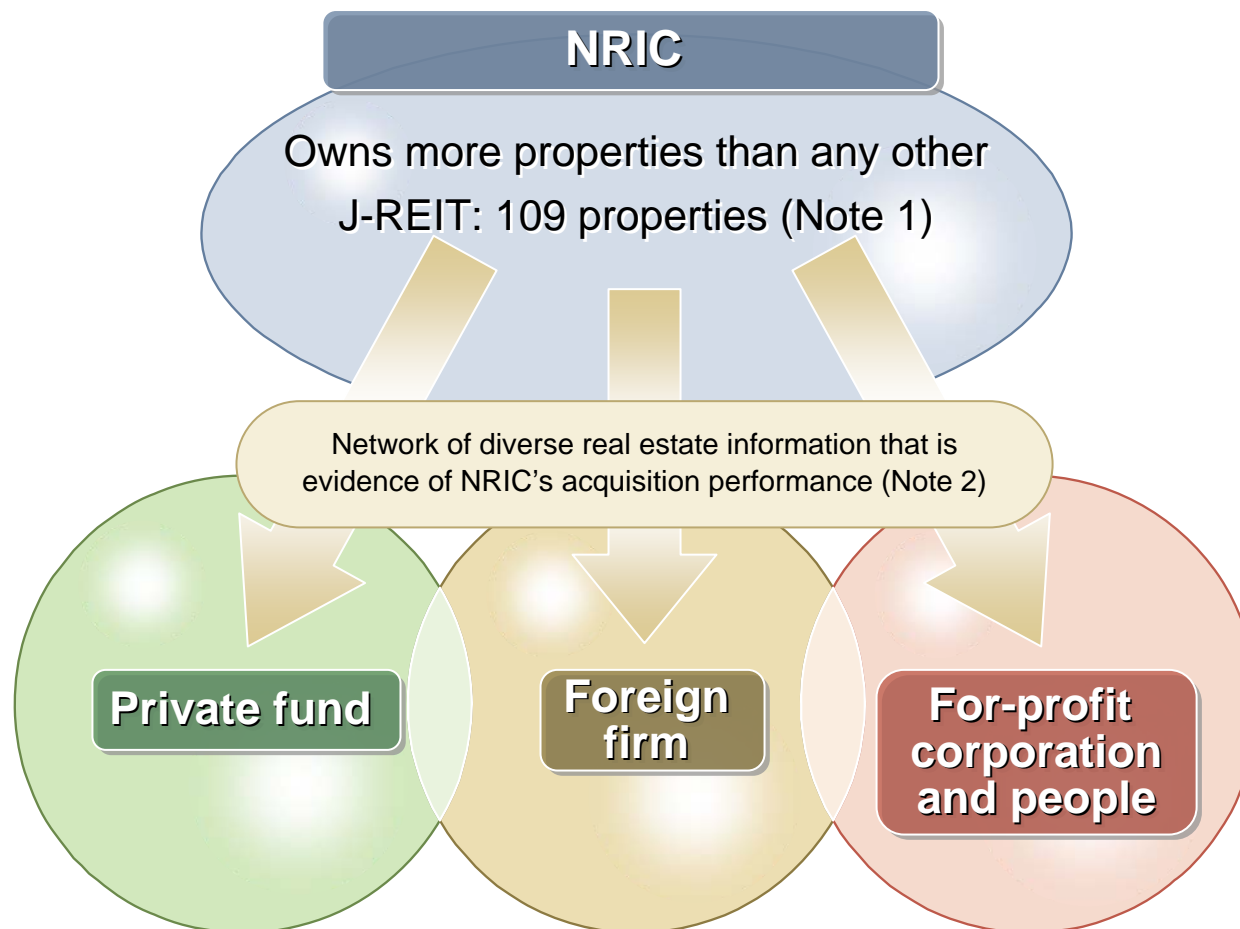 NRIC
Owns more properties than any other
J-REIT: 109 properties (Note 1)
Network of diverse real estate information that is
evidence of NRIC’s acquisition performance (Note 2)
Private fund
Foreign
firm
For-profit
corporation
and people